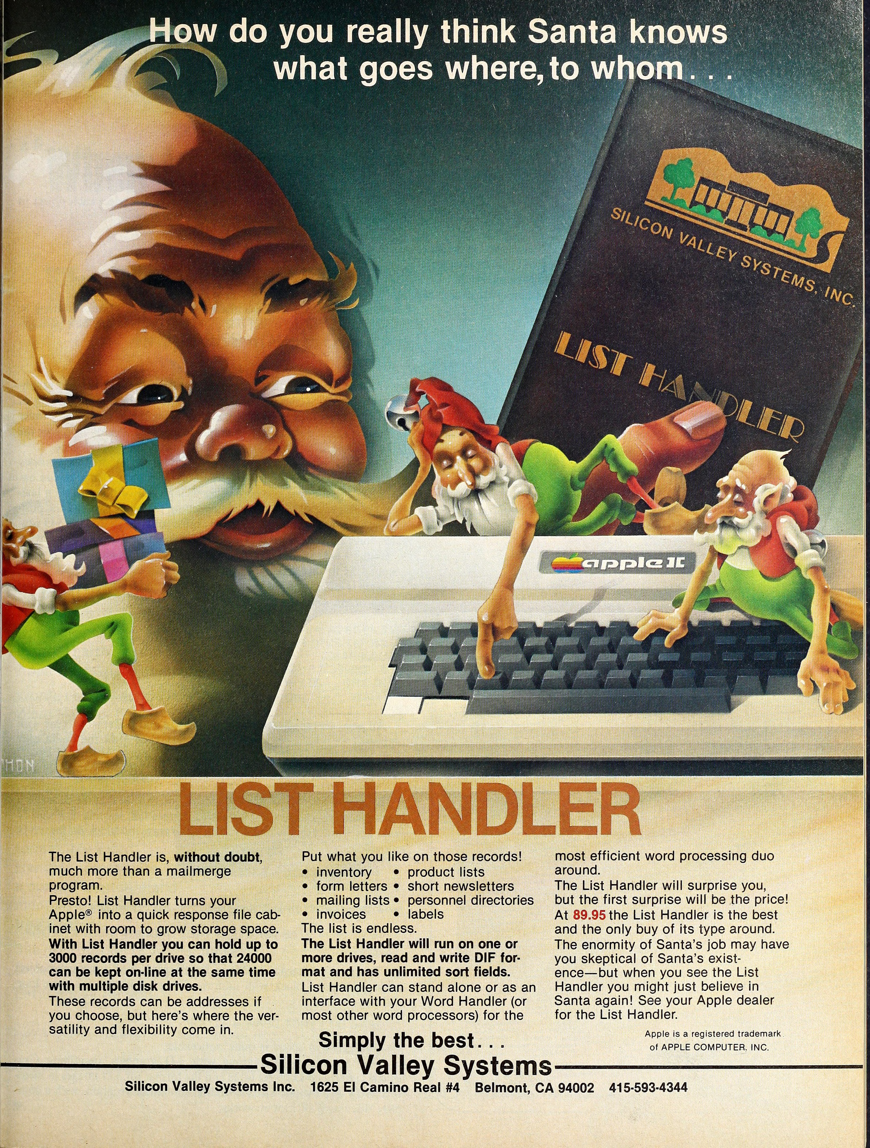 How do you really think Santa knows
what goes where, to whom...
SILICON VALLEY SYSTEMS, INC.
LIST HANDLER
apple ][
LIST HANDLER
The List Handler is, without doubt,
much more than a mailmerge
program.
Presto! List Handler turns your
Apple® into a quick response file cab-
inet with room to grow storage space.
With List Handler you can hold up to
3000 records per drive so that 24000
can be kept on-line at the same time
with multiple disk drives.
These records can be addresses if
you choose, but here's where the ver-
satility and flexibility come in.
Put what you like on those records!
• inventory • product lists
• form letters • short newsletters
• mailing lists • personnel directories
• invoices • labels
The list is endless.
The List Handler will run on one or
more drives, read and write DIF for-
mat and has unlimited sort fields.
List Handler can stand alone or as an
interface with your Word Handler (or
most other word processors) for the
most efficient word processing duo
around.
The List Handler will surprise you,
but the first surprise will be the price!
At 89.95 the List Handler is the best
and the only buy of its type around.
The enormity of Santa's job may have
you skeptical of Santa's exist-
ence—but when you see the List
Handler you might just believe in
Santa again! See your Apple dealer
for the List Handler.
Apple is a registered trademark
of APPLE COMPUTER. INC.
Simply the best...
Silicon Valley Systems
Silicon Valley Systems Inc. 1625 El Camino Real #4 Belmont, CA 94002 415-593-4344